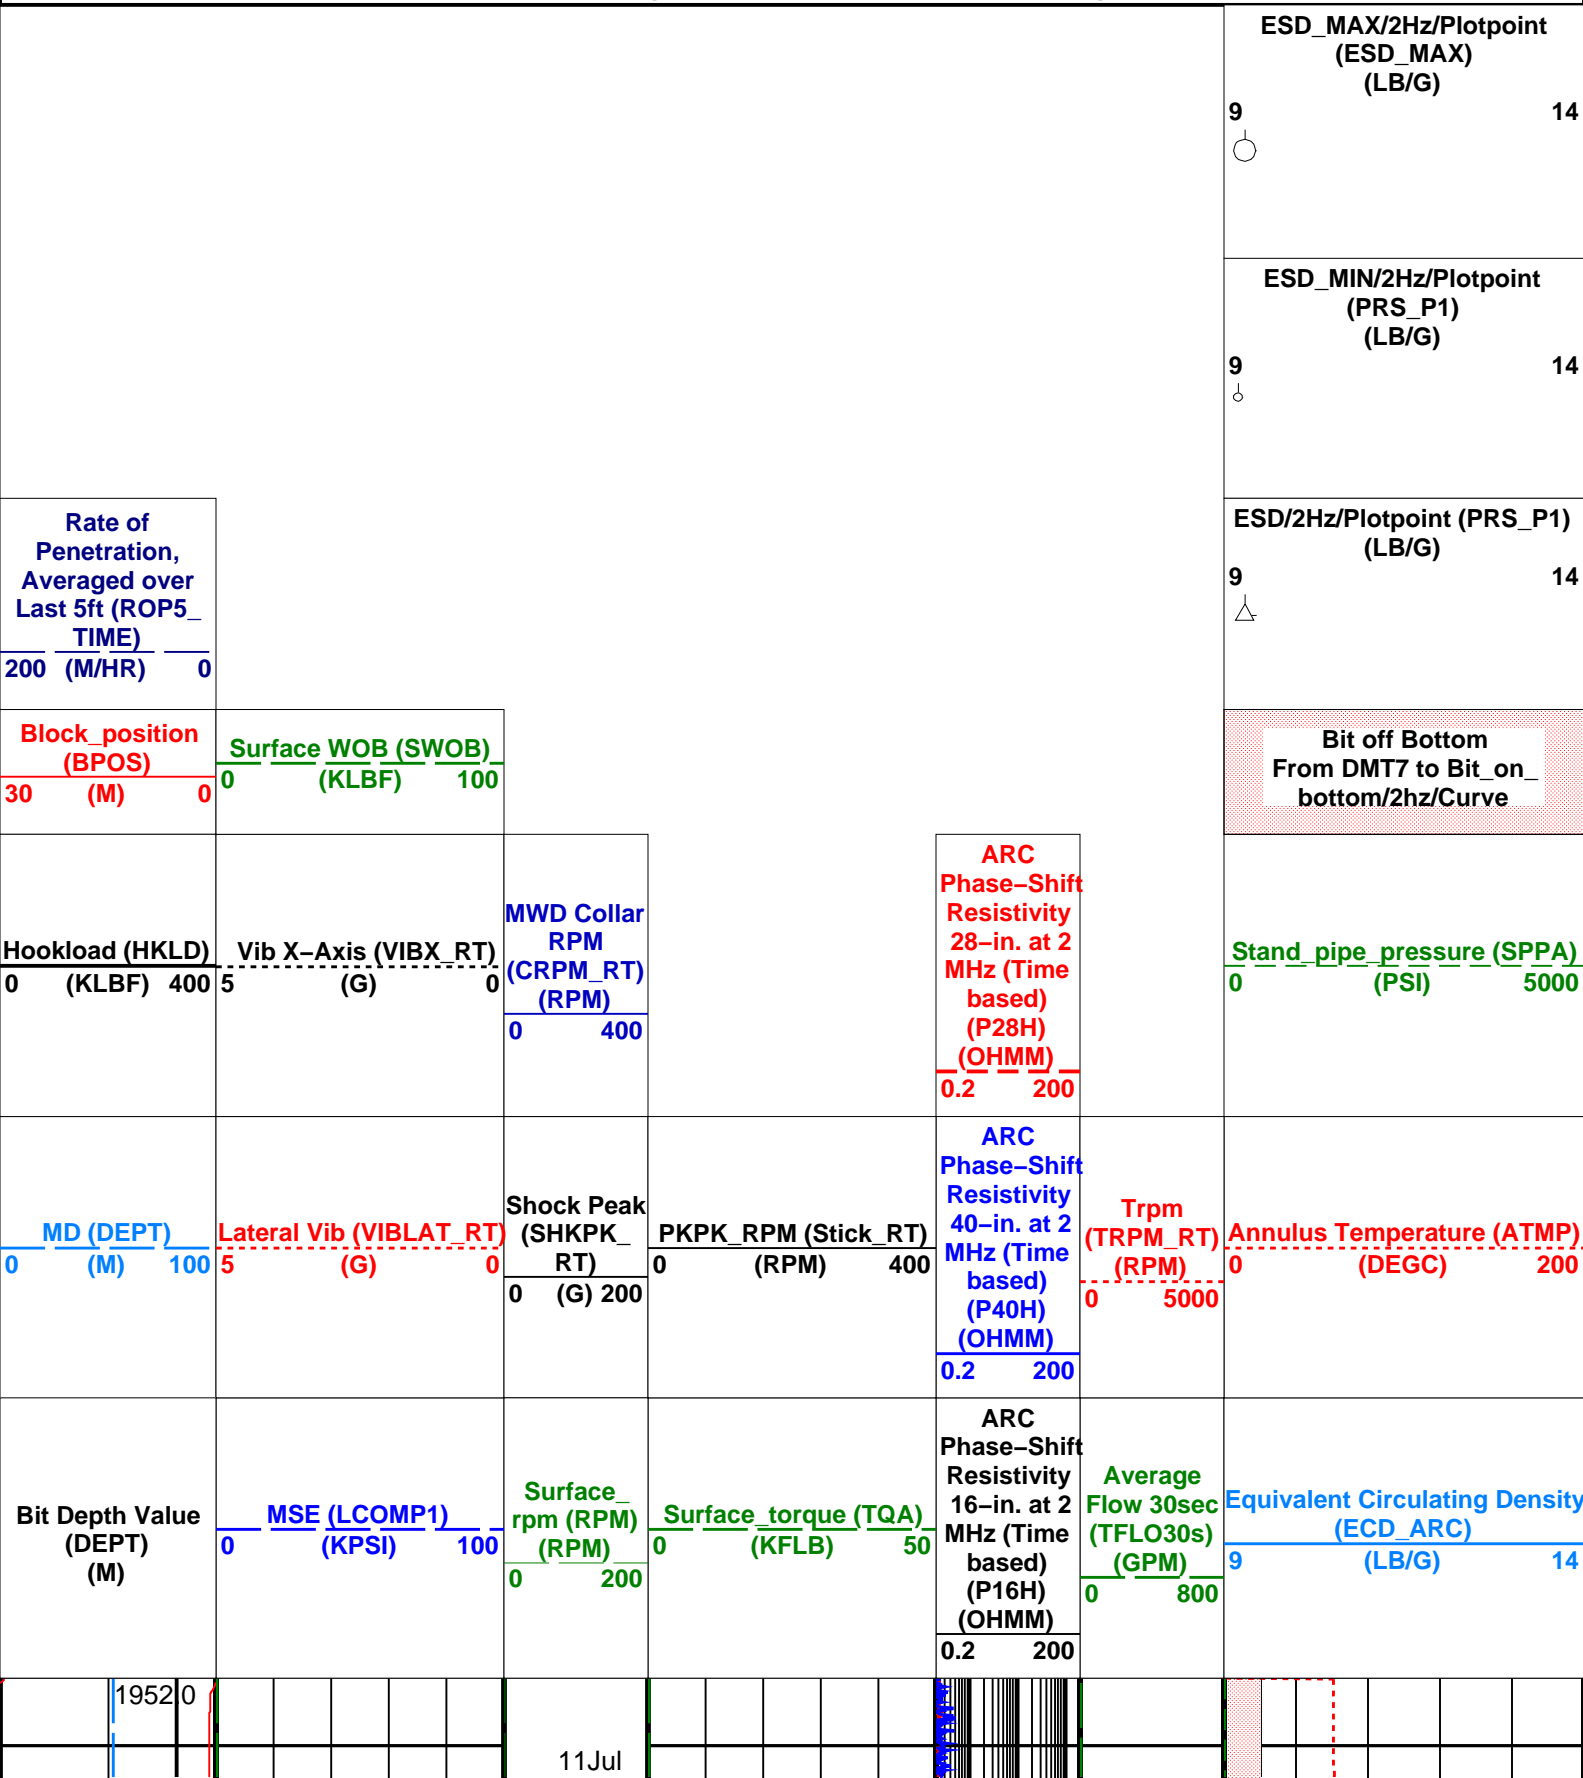 ESD_MAX/2Hz/Plotpoint
(ESD_MAX)
(LB/G)
9 14
ESD_MIN/2Hz/Plotpoint
(PRS_P1)
(LB/G)
9 14
Rate of
Penetration,
Averaged over
Last 5ft (ROP5_
TIME)
200 (M/HR) 0
ESD/2Hz/Plotpoint (PRS_P1)
(LB/G)
9 14
Block_position
(BPOS)
30 (M) 0
Surface WOB (SWOB)
0 (KLBF) 100
Bit off Bottom
From DMT7 to Bit_on_
bottom/2hz/Curve
Hookload (HKLD)
0 (KLBF) 400
Vib X−Axis (VIBX_RT)
5 (G) 0
MWD Collar
RPM
(CRPM_RT)
(RPM)
0 400
ARC
Phase−Shift
Resistivity
28−in. at 2
MHz (Time
based)
(P28H)
(OHMM)
0.2 200
Stand_pipe_pressure (SPPA)
0 (PSI) 5000
MD (DEPT)
0 (M) 100
Lateral Vib (VIBLAT_RT)
5 (G) 0
Shock Peak
(SHKPK_
RT)
0 (G) 200
PKPK_RPM (Stick_RT)
0 (RPM) 400
ARC
Phase−Shift
Resistivity
40−in. at 2
MHz (Time
based)
(P40H)
(OHMM)
0.2 200
Trpm
(TRPM_RT)
(RPM)
0 5000
Annulus Temperature (ATMP)
0 (DEGC) 200
Bit Depth Value
(DEPT)
(M)
MSE (LCOMP1)
0 (KPSI) 100
Surface_
rpm (RPM)
(RPM)
0 200
Surface_torque (TQA)
0 (KFLB) 50
ARC
Phase−Shift
Resistivity
16−in. at 2
MHz (Time
based)
(P16H)
(OHMM)
0.2 200
Average
Flow 30sec
(TFLO30s)
(GPM)
0 800
Equivalent Circulating Density
(ECD_ARC)
9 (LB/G) 14
1952.0
11Jul